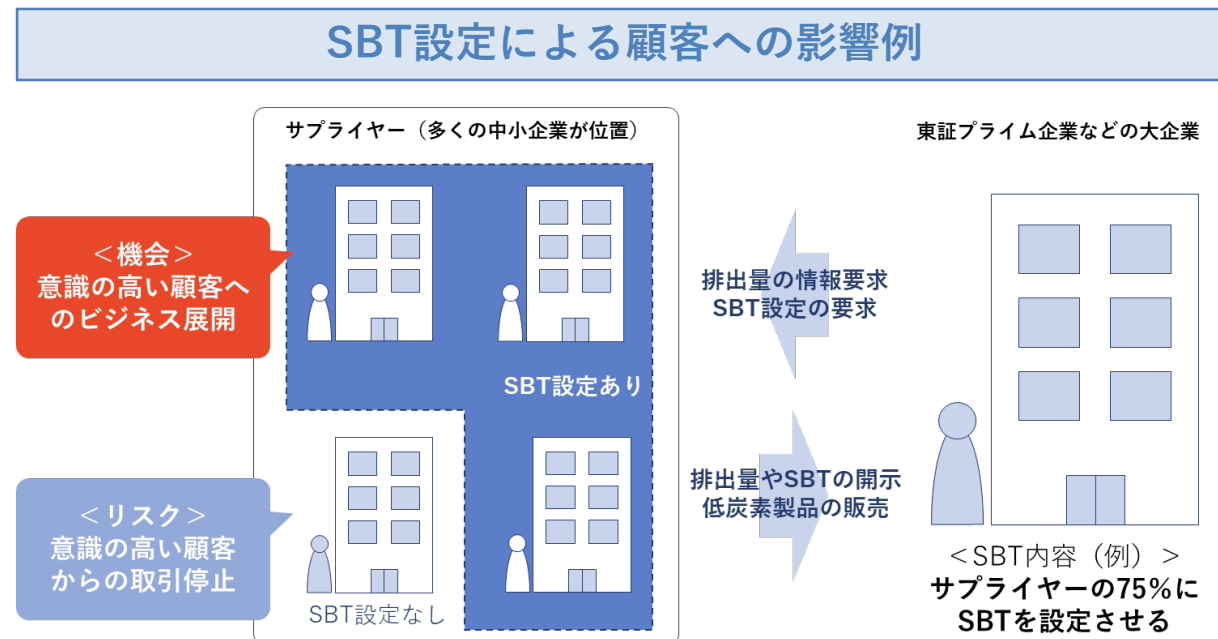 SBT設定による顧客への影響例
サプライヤー（多くの中小企業が位置）
東証プライム企業などの大企業
＜機会＞
意識の高い顧客へ
のビジネス展開
排出量の情報要求
SBT設定の要求
SBT設定あり
排出量やSBTの開示
低炭素製品の販売
＜リスク＞
意識の高い顧客
からの取引停止
SBT設定なし
＜SBT内容（例）＞
サプライヤーの75%に
SBTを設定させる